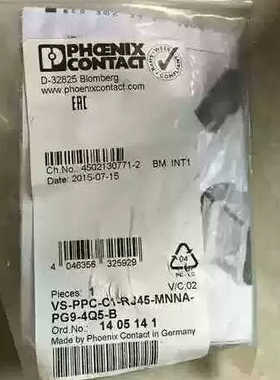 PHOENIX
CONTACT
D-32825 Blomberg
www.phoenixcontact.com
EAC
Ch.No.: 4502130771-2 BM INT1
Date: 2015-07-15
4 046356 325929
04
Pieces: 1 V/C:02
VS-PPC-C1-RJ45-MNNA-
PG9-4Q5-B
Ord.No.: 14 05 14 1
Made by Phoenix Contact in Germany